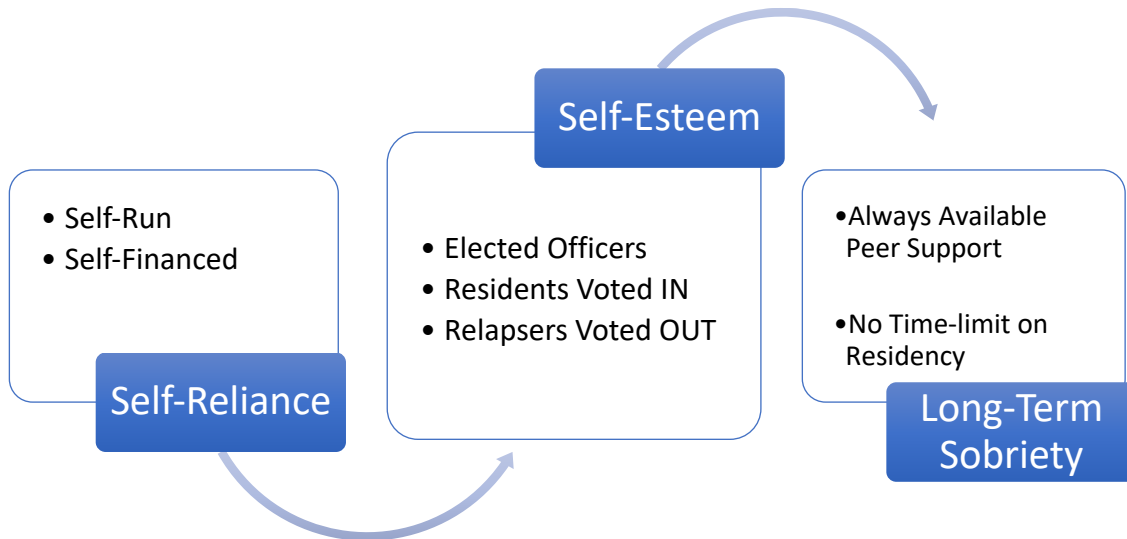 • Self-Run
• Self-Financed
Self-Reliance
Self-Esteem
• Elected Officers
• Residents Voted IN
• Relapsers Voted OUT
•Always Available
Peer Support
•No Time-limit on
Residency
Long-Term
Sobriety